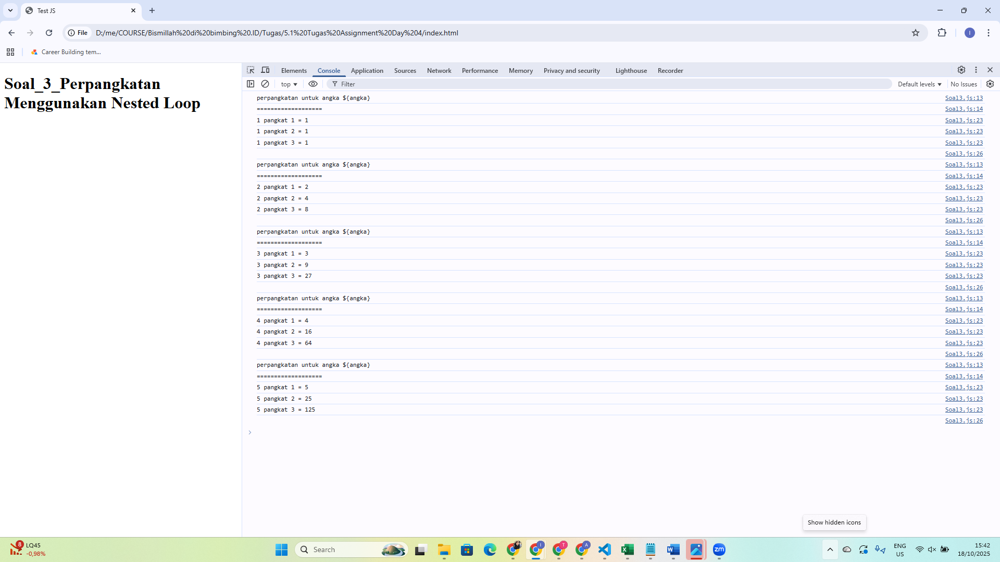 Test JS
File
D:/me/COURSE/Bismillah%20di%20bimbing%20.ID/Tugas/5.1%20Tugas%20Assignment%20Day%204/index.html
I
Career Building tem...
Soal_3_Perpangkatan
Menggunakan Nested Loop
Elements Console Application Sources Network Performance Memory Privacy and security Lighthouse Recorder
top Filter Default levels No Issues
perpangkatan untuk angka ${angka} Soal3.js:13
=================== Soal3.js:14
1 pangkat 1 = 1 Soal3.js:23
1 pangkat 2 = 1 Soal3.js:23
1 pangkat 3 = 1 Soal3.js:23
Soal3.js:26
perpangkatan untuk angka ${angka} Soal3.js:13
=================== Soal3.js:14
2 pangkat 1 = 2 Soal3.js:23
2 pangkat 2 = 4 Soal3.js:23
2 pangkat 3 = 8 Soal3.js:23
Soal3.js:26
perpangkatan untuk angka ${angka} Soal3.js:13
=================== Soal3.js:14
3 pangkat 1 = 3 Soal3.js:23
3 pangkat 2 = 9 Soal3.js:23
3 pangkat 3 = 27 Soal3.js:23
Soal3.js:26
perpangkatan untuk angka ${angka} Soal3.js:13
=================== Soal3.js:14
4 pangkat 1 = 4 Soal3.js:23
4 pangkat 2 = 16 Soal3.js:23
4 pangkat 3 = 64 Soal3.js:23
Soal3.js:26
perpangkatan untuk angka ${angka} Soal3.js:13
=================== Soal3.js:14
5 pangkat 1 = 5 Soal3.js:23
5 pangkat 2 = 25 Soal3.js:23
5 pangkat 3 = 125 Soal3.js:23
Soal3.js:26
Show hidden icons
8
LQ45
-0,98%
Search
I
T
A
zm
ENG
US
15:42
18/10/2025